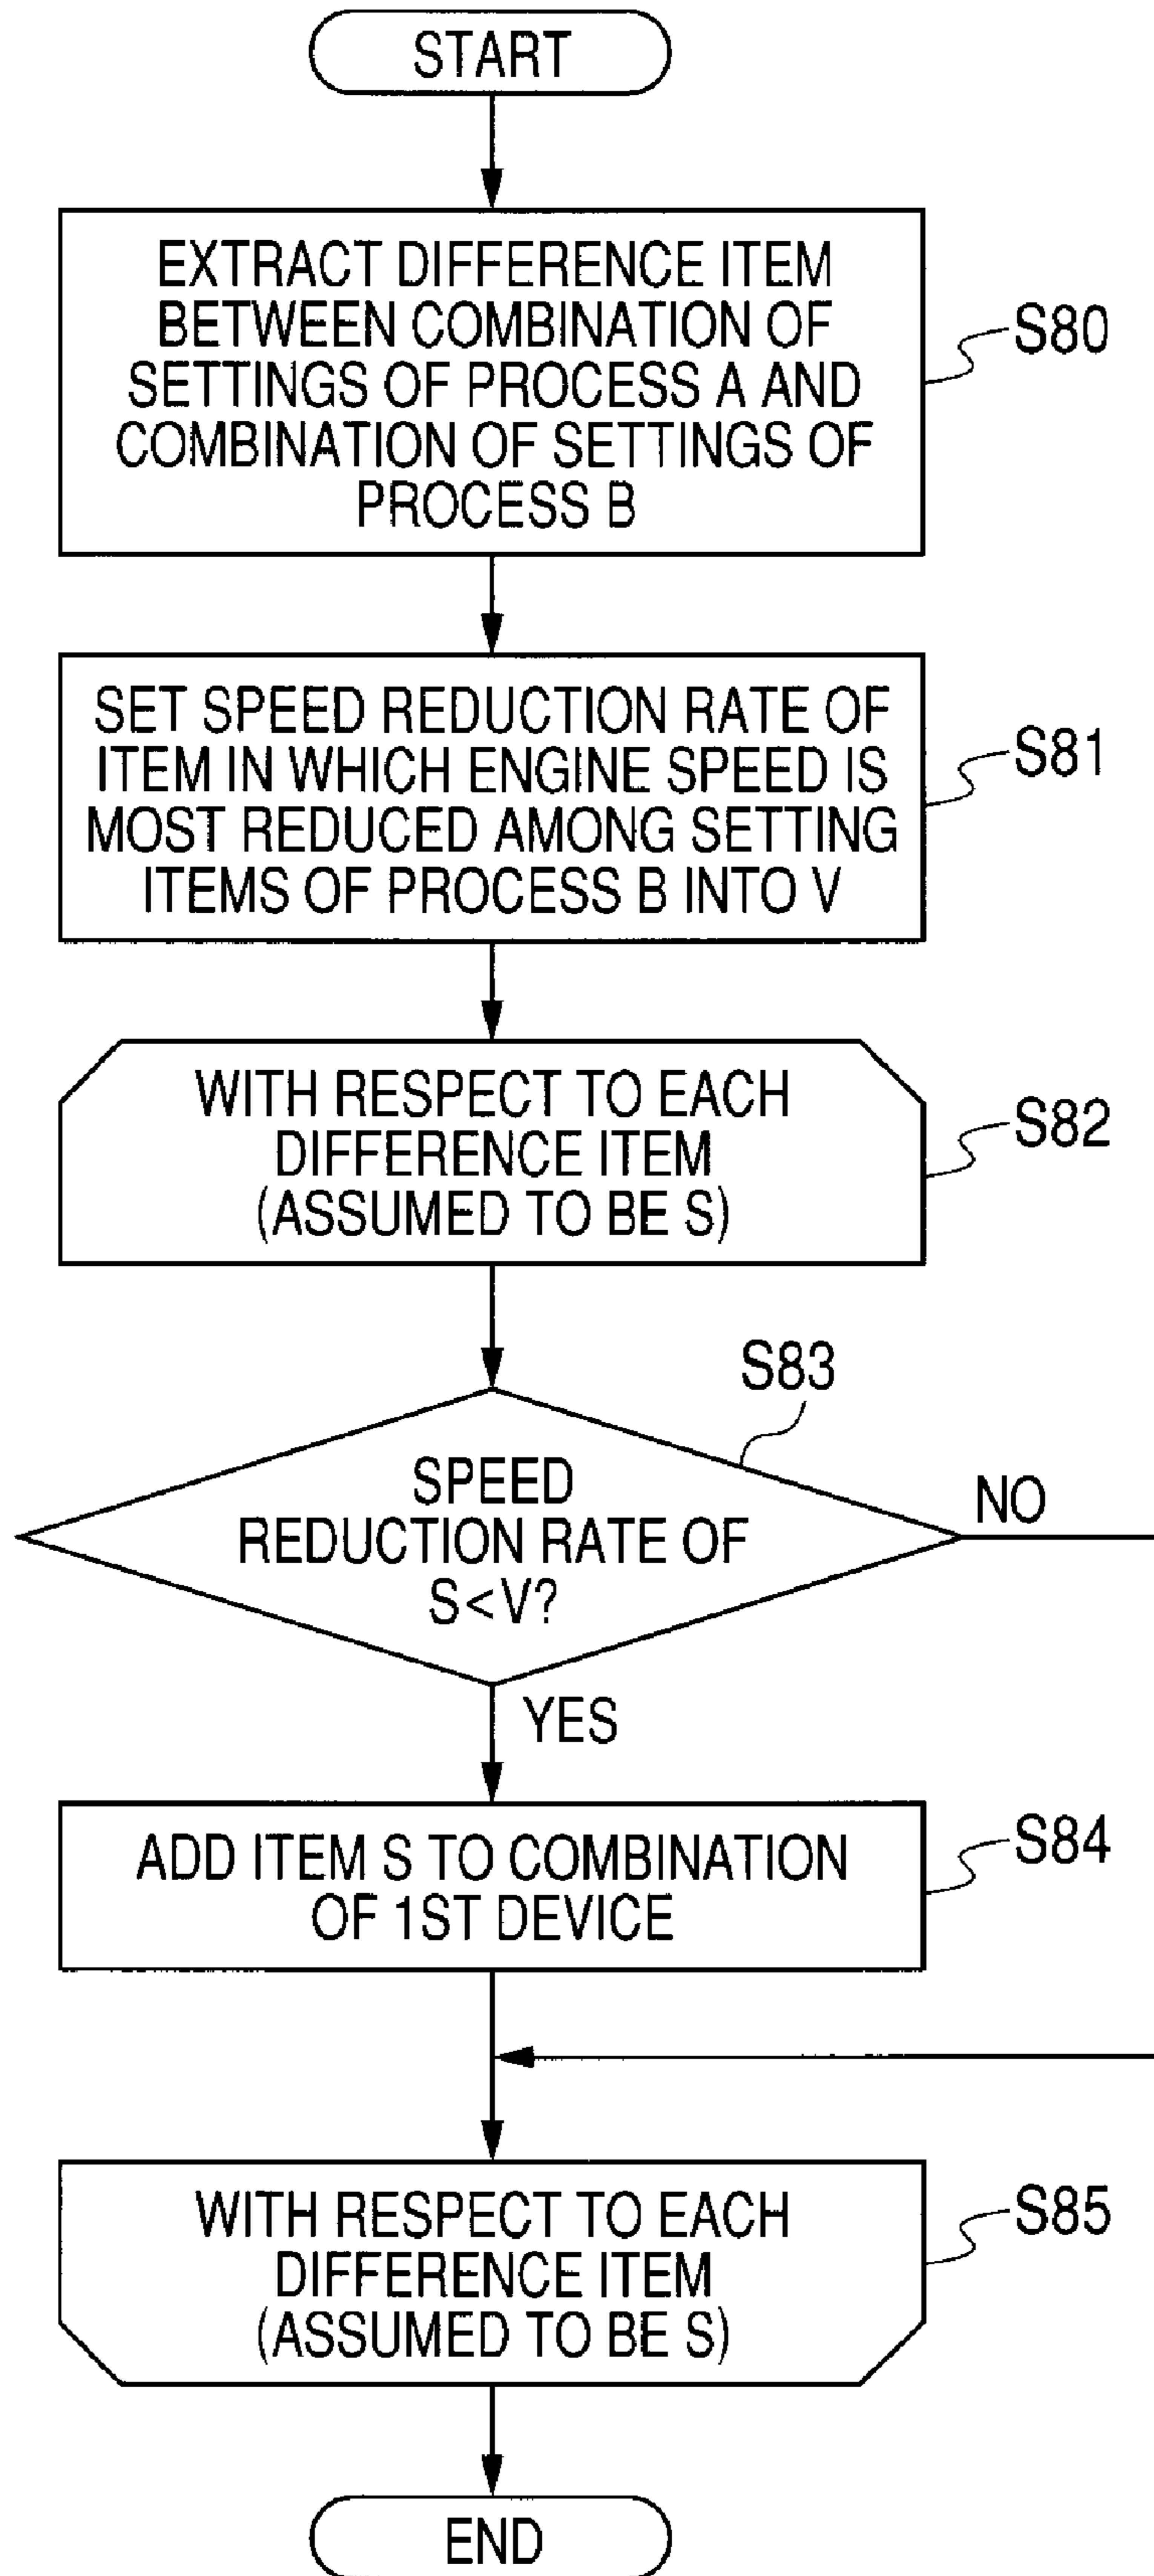 START
EXTRACT DIFFERENCE ITEM
BETWEEN COMBINATION OF
SETTINGS OF PROCESS A AND
COMBINATION OF SETTINGS OF
PROCESS B
S80
SET SPEED REDUCTION RATE OF
ITEM IN WHICH ENGINE SPEED IS
MOST REDUCED AMONG SETTING
ITEMS OF PROCESS B INTO V
S81
WITH RESPECT TO EACH
DIFFERENCE ITEM
(ASSUMED TO BE S)
S82
S83
SPEED
REDUCTION RATE OF
S<V?
NO
YES
ADD ITEM S TO COMBINATION
OF 1ST DEVICE
S84
WITH RESPECT TO EACH
DIFFERENCE ITEM
(ASSUMED TO BE S)
S85
END